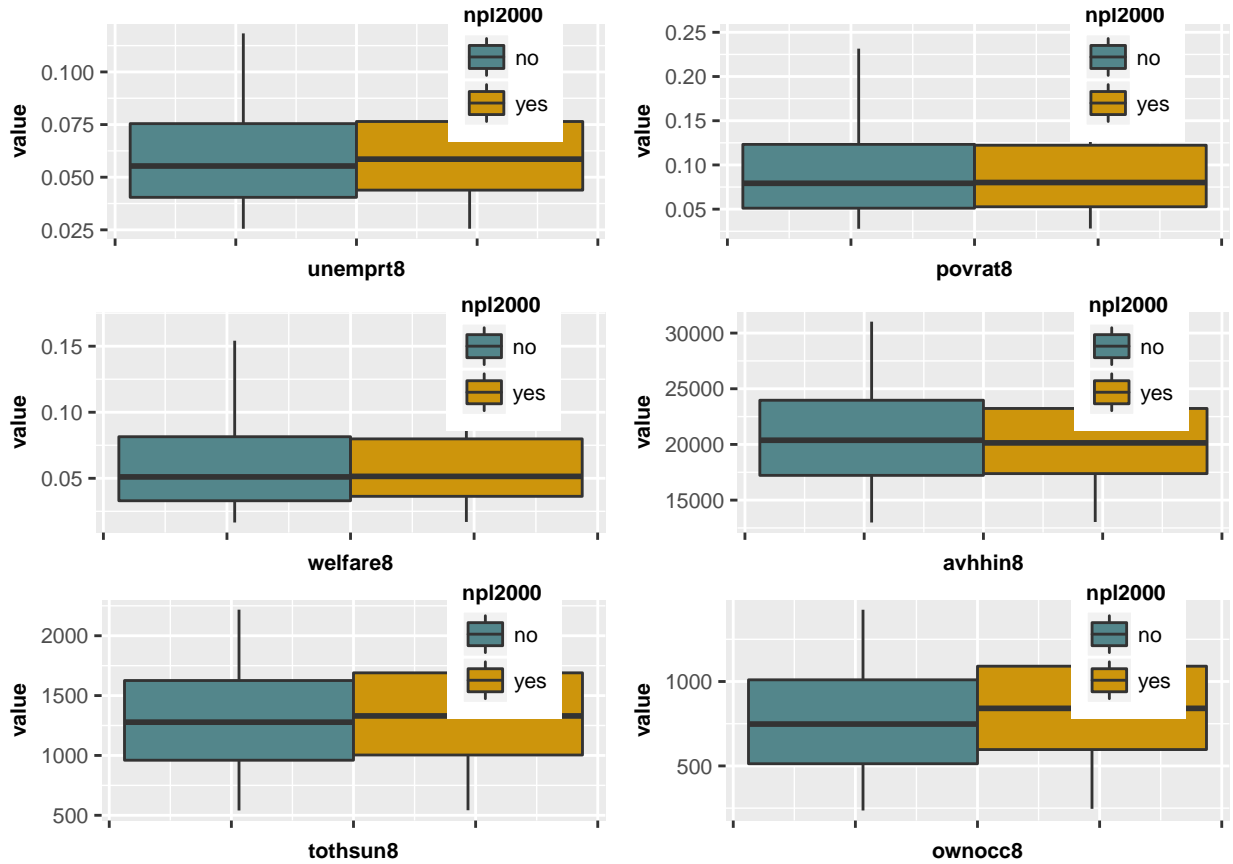 npl2000
no
yes
0.100
0.075
0.050
0.025
value
unemprt8
npl2000
no
yes
0.25
0.20
0.15
0.10
0.05
value
povrat8
npl2000
no
yes
0.15
0.10
0.05
value
welfare8
npl2000
no
yes
30000
25000
20000
15000
value
avhhin8
npl2000
no
yes
2000
1500
1000
500
value
tothsun8
npl2000
no
yes
1000
500
value
ownocc8